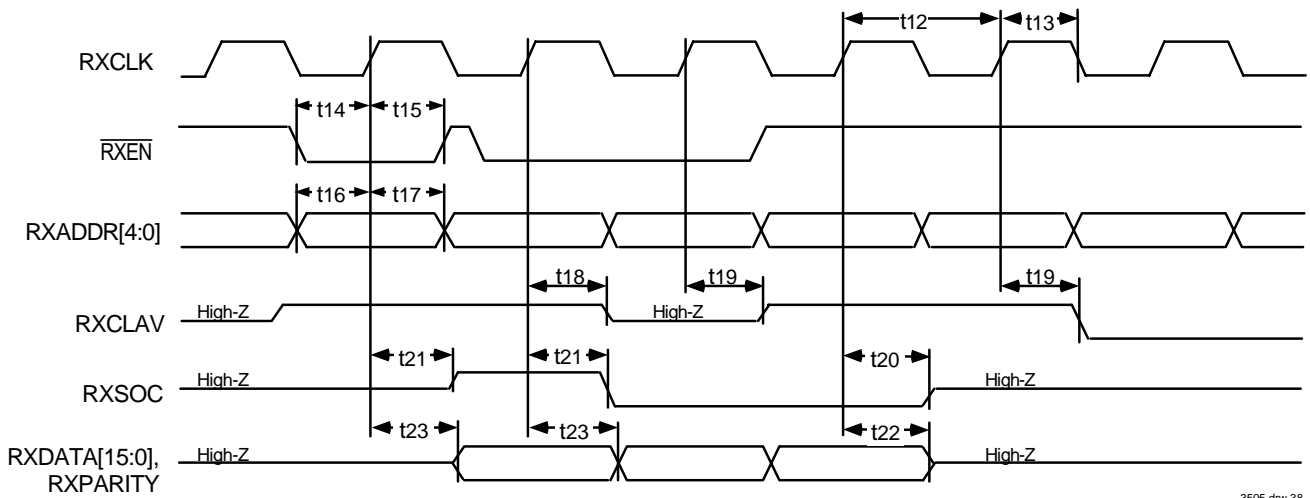 t12
t13
RXCLK
t14
t15
RXEN
t16
t17
RXADDR[4:0]
t18
t19
t19
RXCLAV
High-Z
High-Z
t21
t21
t20
RXSOC
High-Z
High-Z
t23
t23
t22
RXDATA[15:0],
RXPARITY
High-Z
High-Z